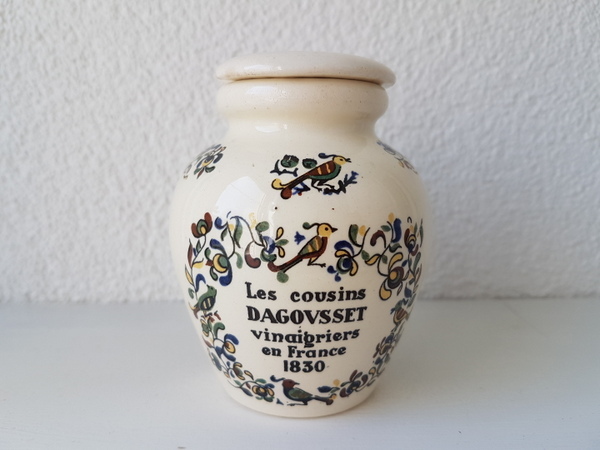 Les cousins
DAGOVSSET
vinaigriers
en France
1830